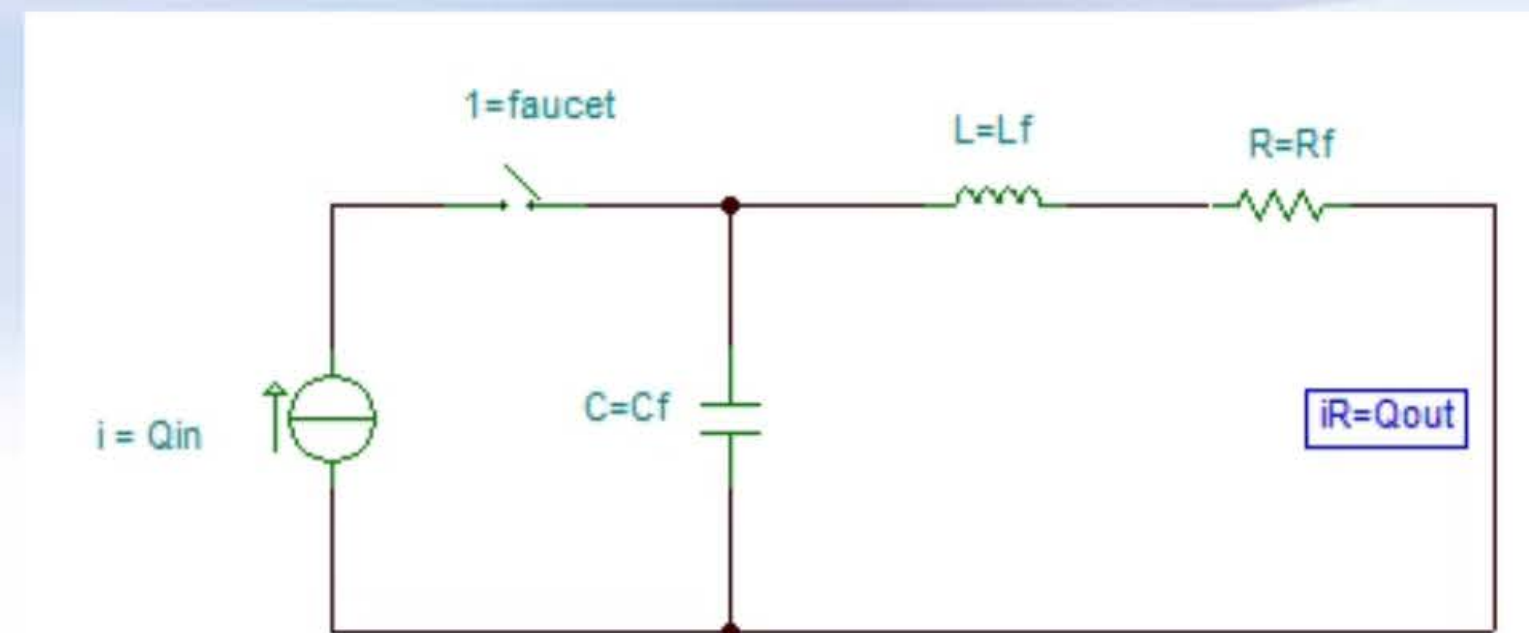 1=faucet
L=Lf
R=Rf
C=Cf
i = Qin
iR=Qout